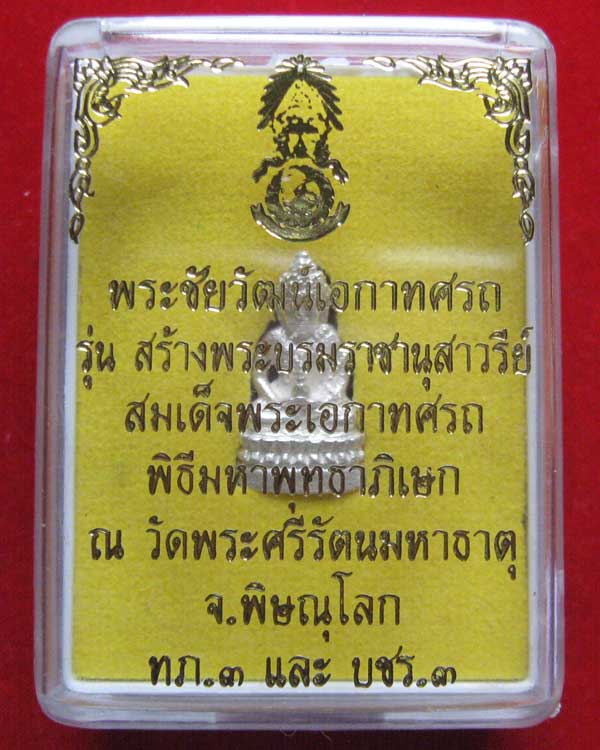 พระชัยวัฒน์เอกาทศรถ
รุ่น สร้างพระบรมราชานุสาวรีย์
สมเด็จพระเอกาทศรถ
พิธีมหาพุทธาภิเษก
ณ วัดพระศรีรัตนมหาธาตุ
จ.พิษณุโลก
ทภ.๓ และ บชร.๓